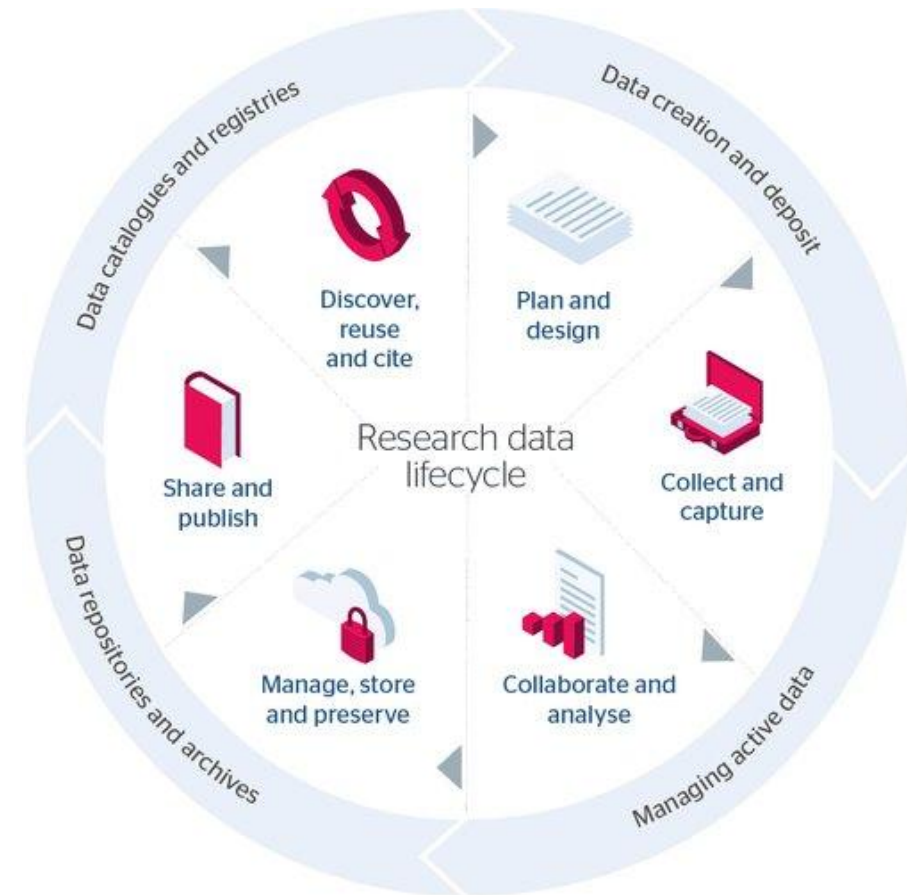 Data creation and deposit
Managing active data
Data repositories and archives
Data catalogues and registries
Research data
lifecycle
Plan and
design
Collect and
capture
Collaborate and
analyse
Manage, store
and preserve
Share and
publish
Discover,
reuse
and cite